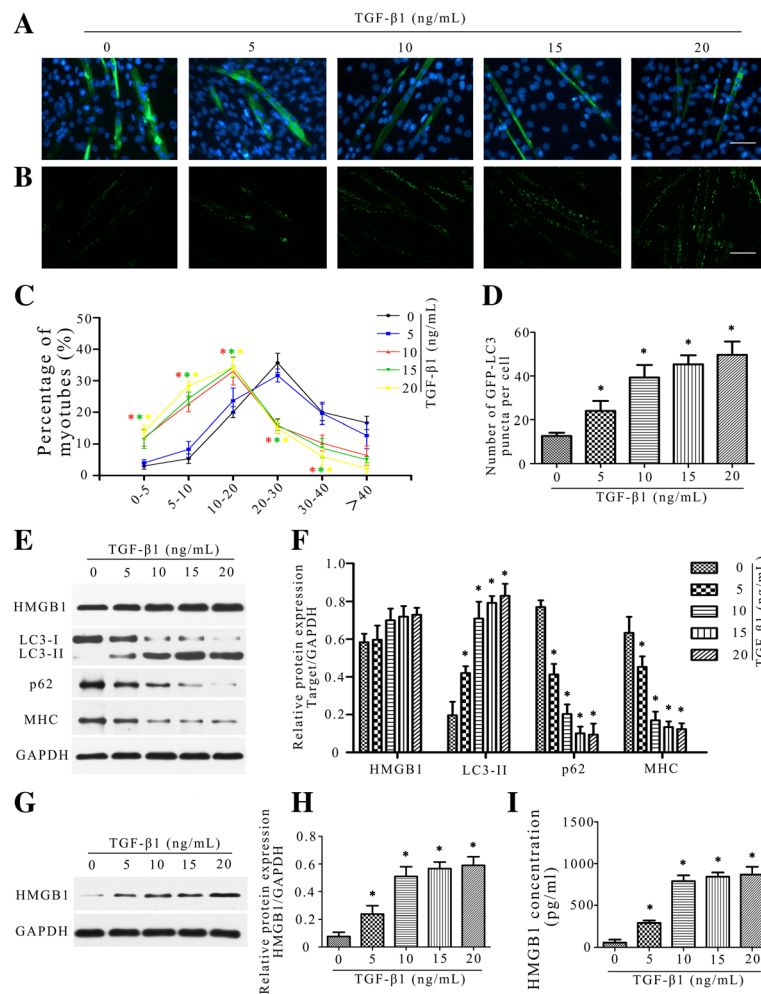 A
TGF-β1 (ng/mL)
0 5 10 15 20
B
C
Percentage of
myotubes (%)
50
40
30
20
10
0
0-5 5-10 10-20 20-30 30-40 >40
*** *** *** *** ***
0
5
10
15
20
TGF-β1 (ng/mL)
D
Number of GFP-LC3
puncta per cell
60
40
20
0
* * * *
0 5 10 15 20
TGF-β1 (ng/mL)
E
TGF-β1 (ng/mL)
0 5 10 15 20
HMGB1
LC3-I
LC3-II
p62
MHC
GAPDH
F
Relative protein expression
Target/GAPDH
1.0
0.8
0.6
0.4
0.2
0
* * * * * * * * * * * *
HMGB1 LC3-II p62 MHC
0
5
10
15
20
TGF-β1 (ng/mL)
G
TGF-β1 (ng/mL)
0 5 10 15 20
HMGB1
GAPDH
H
Relative protein expression
HMGB1/GAPDH
0.8
0.6
0.4
0.2
0
* * * *
0 5 10 15 20
TGF-β1 (ng/mL)
I
HMGB1 concentration
(pg/ml)
1500
1000
500
0
* * * *
0 5 10 15 20
TGF-β1 (ng/mL)